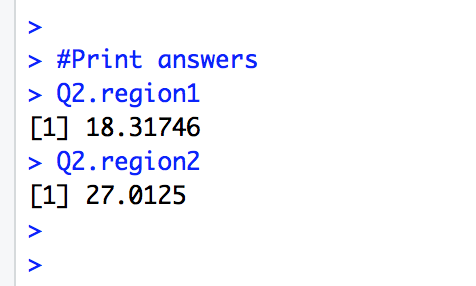 >
> #Print answers
> Q2.region1
[1] 18.31746
> Q2.region2
[1] 27.0125
>
>